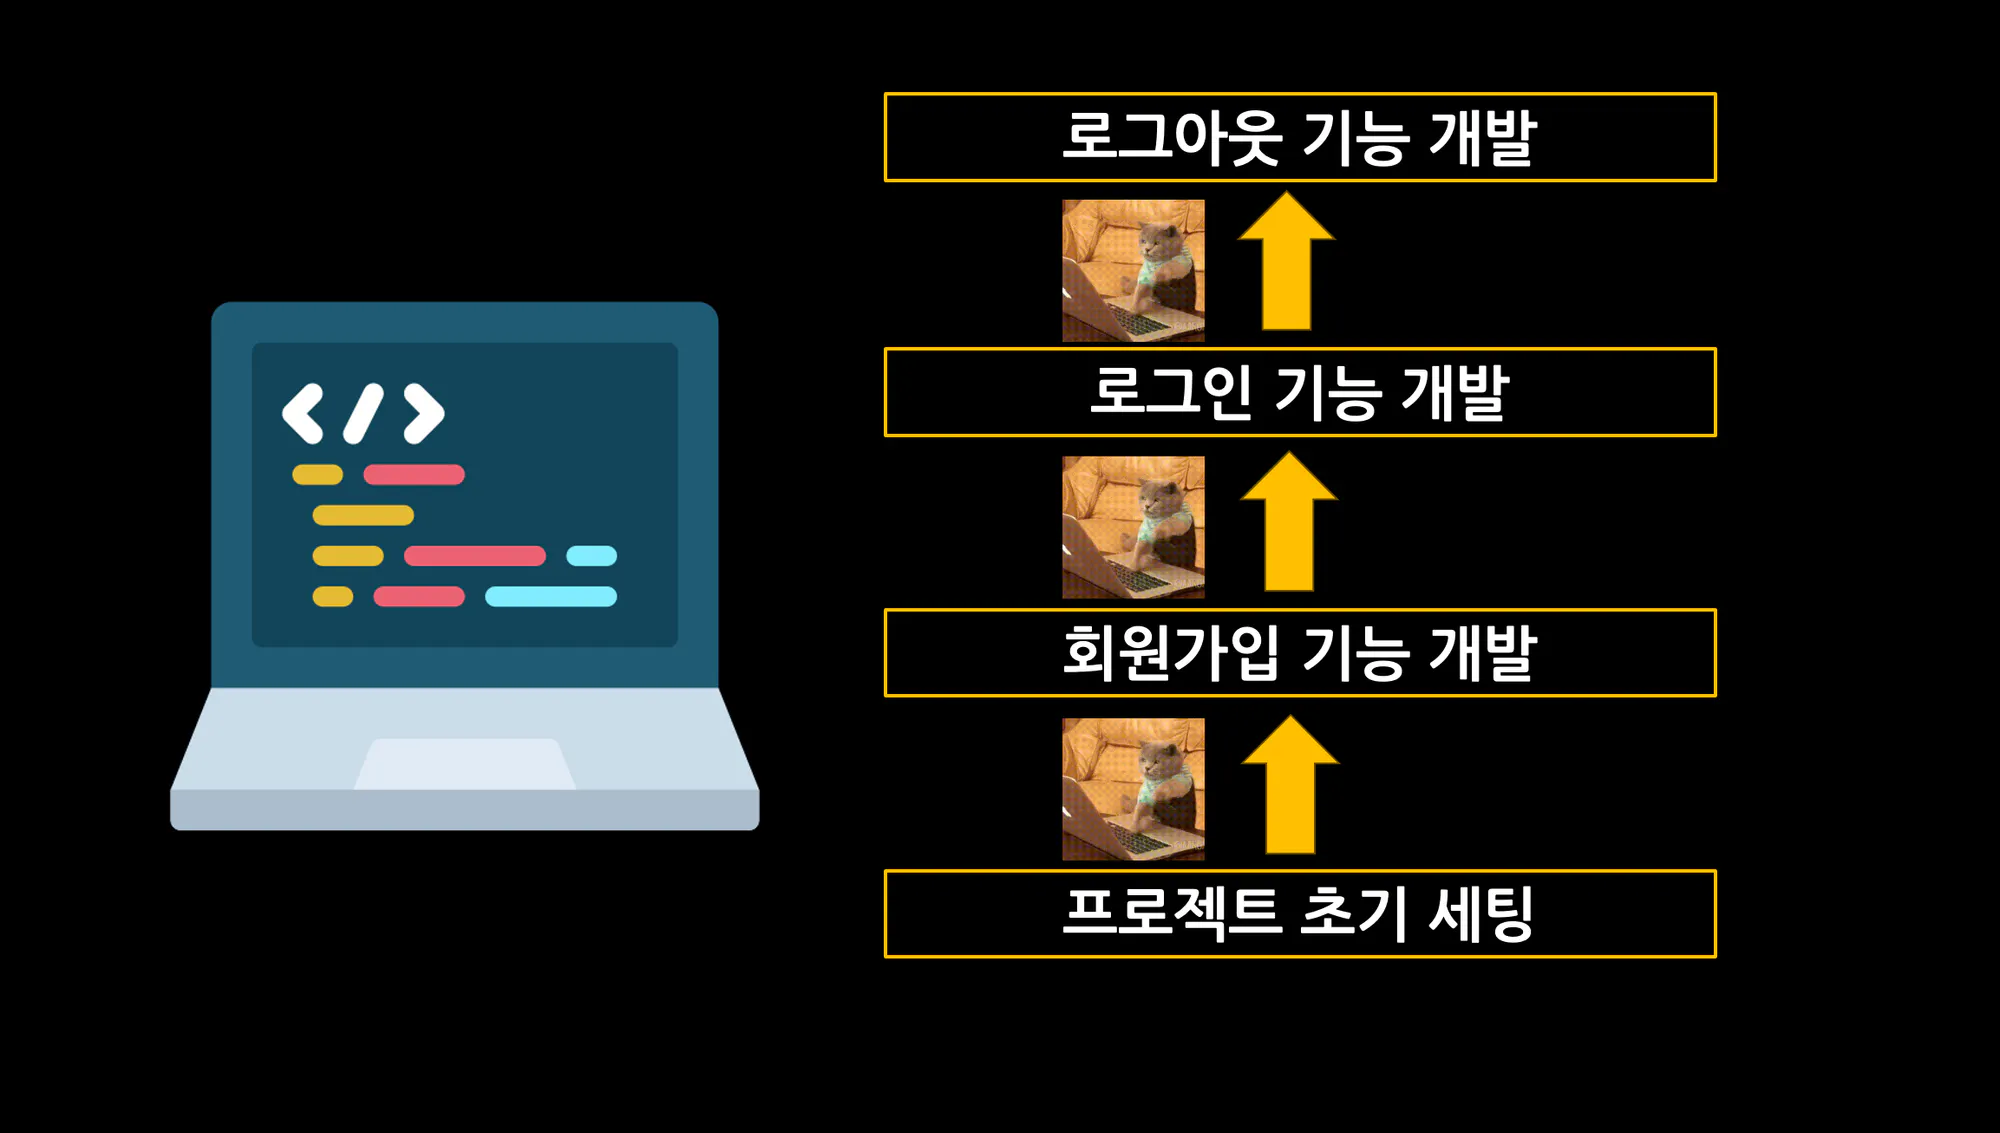 로그아웃 기능 개발
로그인 기능 개발
회원가입 기능 개발
프로젝트 초기 세팅